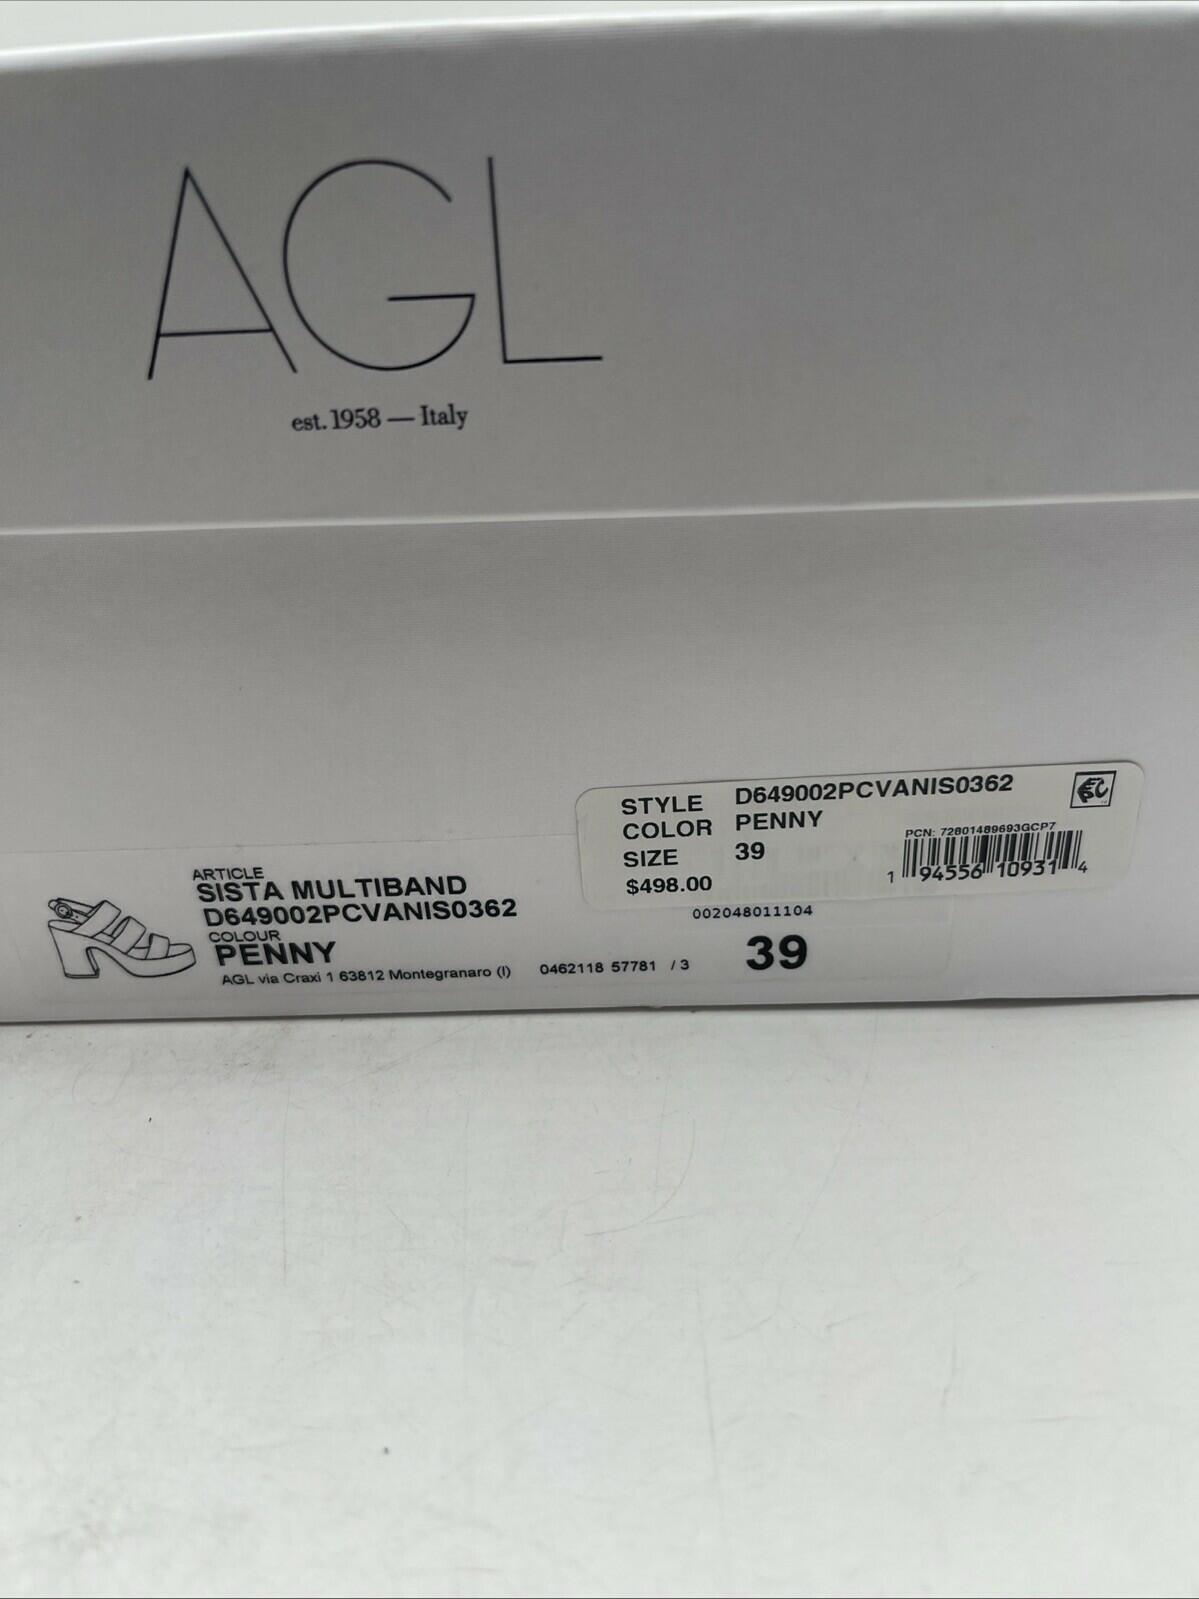 AGL
est. 1958 — Italy
STYLE D649002PCVANIS0362
COLOR PENNY
SIZE 39
$498.00
PCN: 72801489693GCP7
1 94556 10931 4
ARTICLE
SISTA MULTIBAND
D649002PCVANIS0362
COLOUR
PENNY
AGL via Craxi 1 63812 Montegranaro (I)
0462118 57781 / 3
002048011104
39